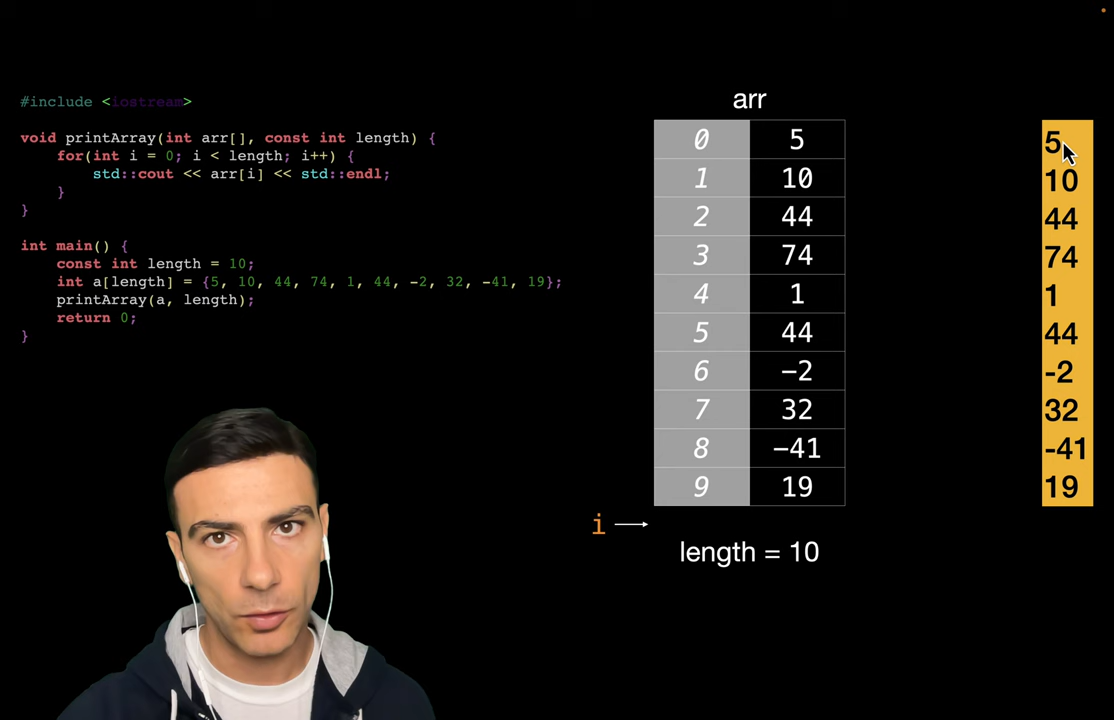 #include <iostream>
void printArray(int arr[], const int length) {
for(int i = 0; i < length; i++) {
std::cout << arr[i] << std::endl;
}
}
int main() {
const int length = 10;
int a[length] = {5, 10, 44, 74, 1, 44, -2, 32, -41, 19};
printArray(a, length);
return 0;
}
arr
0 5
1 10
2 44
3 74
4 1
5 44
6 -2
7 32
8 -41
9 19
i
length = 10
5
10
44
74
1
44
-2
32
-41
19